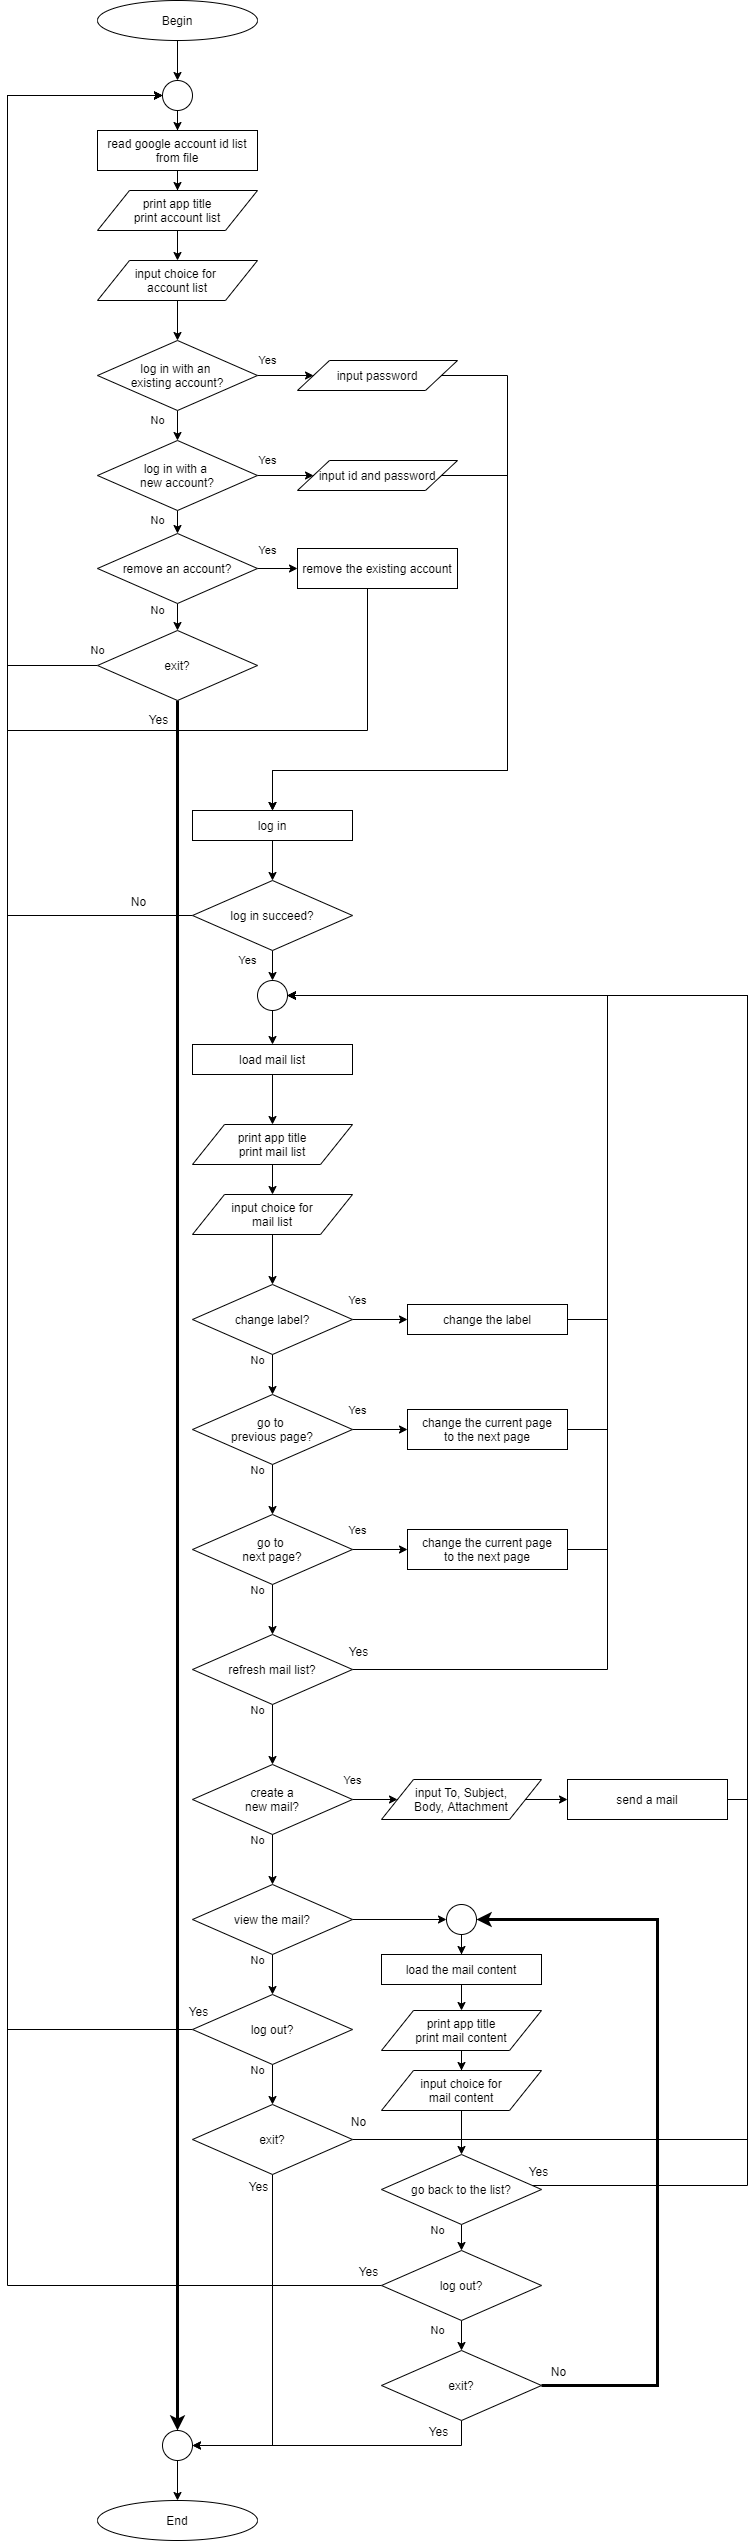 Begin
read google account id list
from file
print app title
print account list
input choice for
account list
log in with an
existing account?
Yes
input password
No
log in with a
new account?
Yes
input id and password
No
remove an account?
Yes
remove the existing account
No
exit?
No
Yes
log in
log in succeed?
No
Yes
load mail list
print app title
print mail list
input choice for
mail list
change label?
Yes
change the label
No
go to
previous page?
Yes
change the current page
to the next page
No
go to
next page?
Yes
change the current page
to the next page
No
refresh mail list?
Yes
No
create a
new mail?
Yes
input To, Subject,
Body, Attachment
send a mail
No
view the mail?
No
load the mail content
log out?
Yes
print app title
print mail content
No
input choice for
mail content
exit?
No
Yes
go back to the list?
Yes
No
log out?
Yes
No
exit?
No
Yes
End